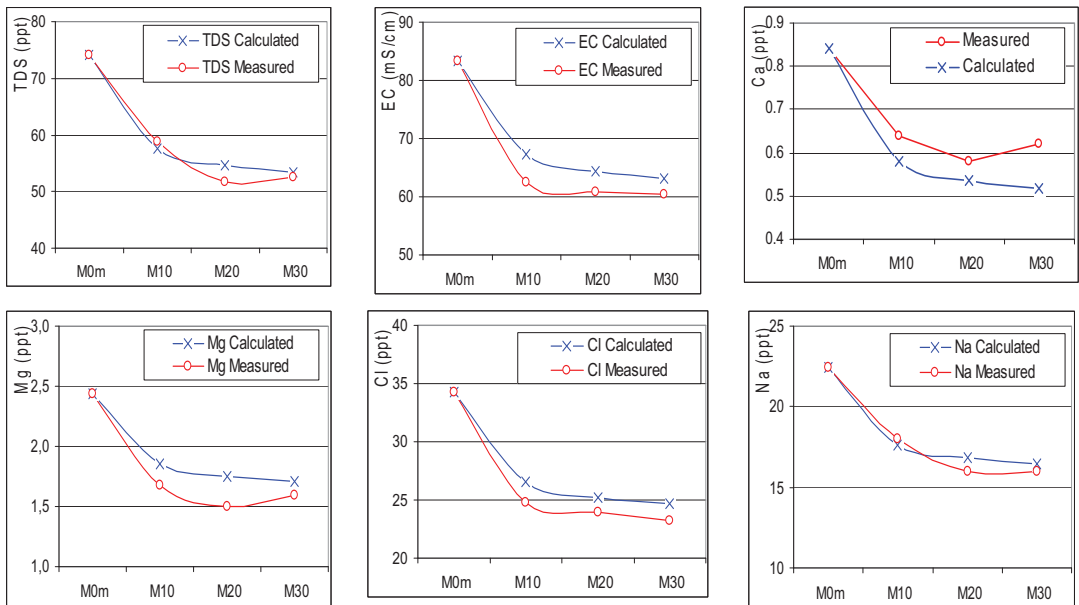 TDS (ppt)
80
70
60
50
40
TDS Calculated
TDS Measured
M0m M10 M20 M30
EC (mS/cm)
90
80
70
60
50
EC Calculated
EC Measured
M0m M10 M20 M30
Ca (ppt)
0.9
0.8
0.7
0.6
0.5
0.4
Measured
Calculated
M0m M10 M20 M30
Mg (ppt)
3,0
2,5
2,0
1,5
1,0
Mg Calculated
Mg Measured
M0m M10 M20 M30
Cl (ppt)
40
35
30
25
20
Cl Calculated
Cl Measured
M0m M10 M20 M30
Na (ppt)
25
20
15
10
Na Calculated
Na Measured
M0m M10 M20 M30